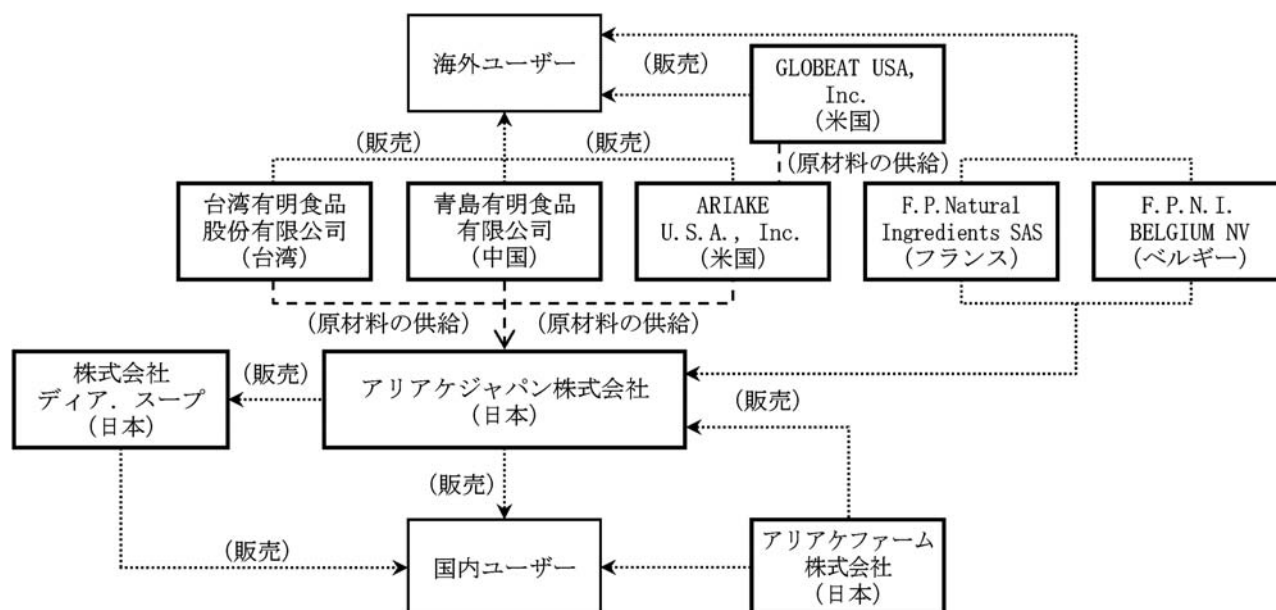 海外ユーザー
(販売)
GLOBEAT USA,
Inc.
(米国)
(販売)
(販売)
(原材料の供給)
台湾有明食品
股份有限公司
(台湾)
青島有明食品
有限公司
(中国)
ARIAKE
U.S.A., Inc.
(米国)
F.P.Natural
Ingredients SAS
(フランス)
F.P.N.I.
BELGIUM NV
(ベルギー)
(原材料の供給)
(原材料の供給)
株式会社
ディア．スープ
(日本)
(販売)
アリアケジャパン株式会社
(日本)
(販売)
(販売)
(販売)
国内ユーザー
アリアケファーム
株式会社
(日本)